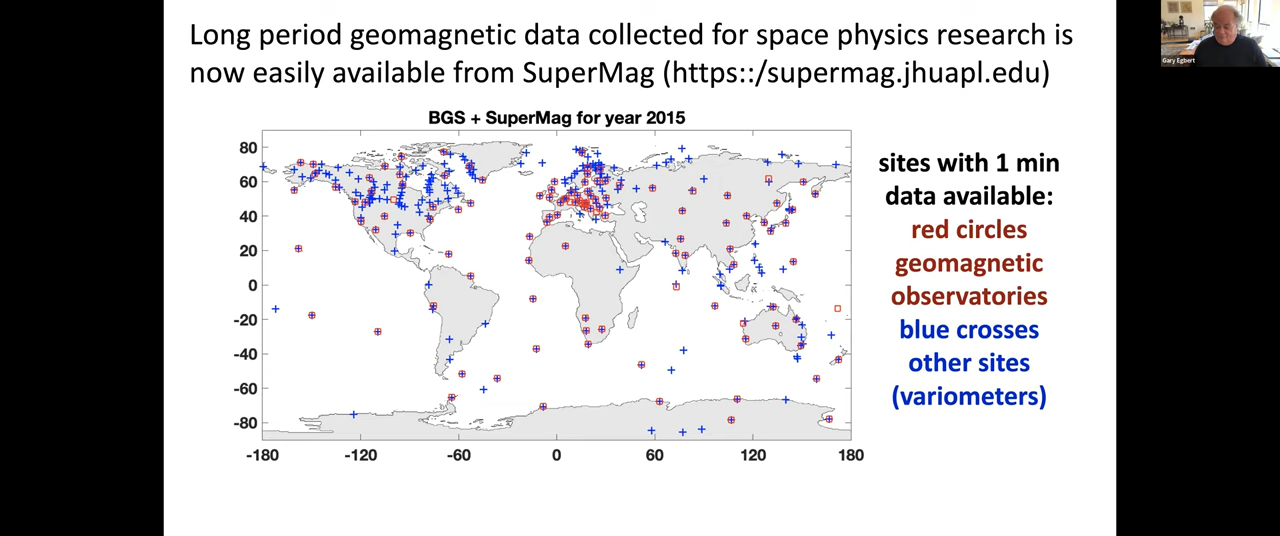 Long period geomagnetic data collected for space physics research is
now easily available from SuperMag (https::/supermag.jhuapl.edu)
Gary Egbert
BGS + SuperMag for year 2015
80
60
40
20
0
-20
-40
-60
-80
-180 -120 -60 0 60 120 180
sites with 1 min
data available:
red circles
geomagnetic
observatories
blue crosses
other sites
(variometers)